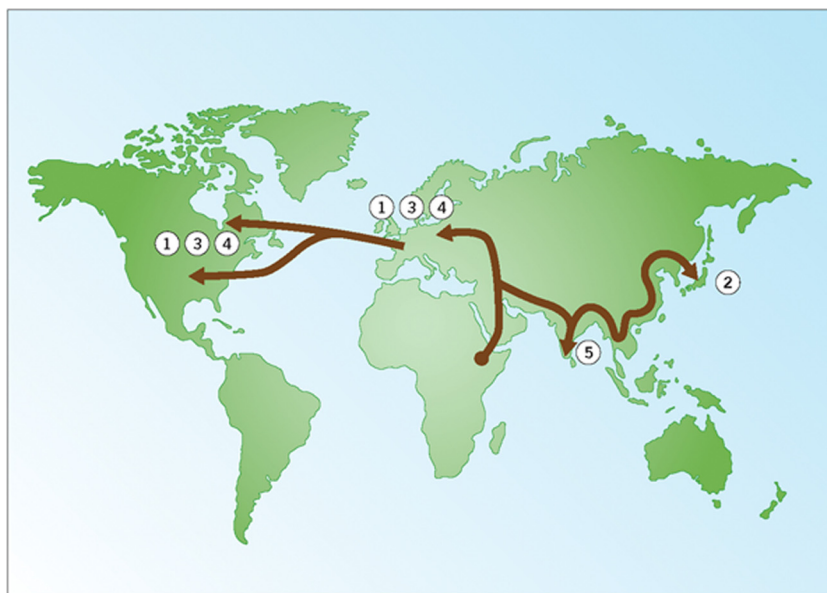 ① ③ ④
① ③ ④
②
⑤